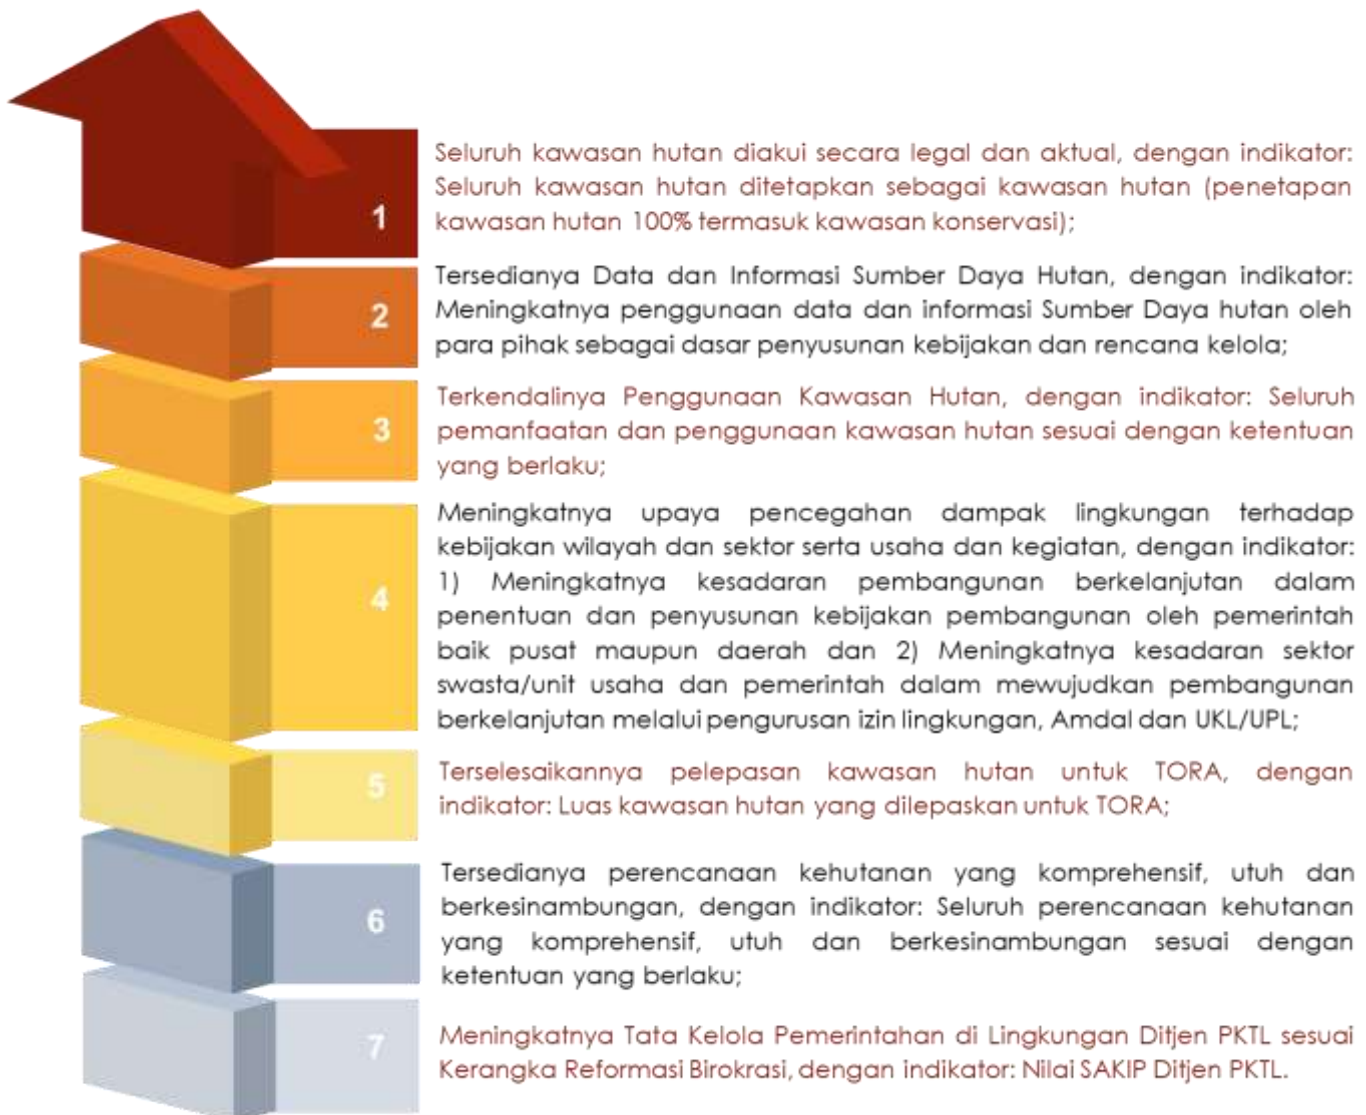 1
Seluruh kawasan hutan diakui secara legal dan aktual, dengan indikator:
Seluruh kawasan hutan ditetapkan sebagai kawasan hutan (penetapan
kawasan hutan 100% termasuk kawasan konservasi);
2
Tersedianya Data dan Informasi Sumber Daya Hutan, dengan indikator:
Meningkatnya penggunaan data dan informasi Sumber Daya hutan oleh
para pihak sebagai dasar penyusunan kebijakan dan rencana kelola;
3
Terkendalinya Penggunaan Kawasan Hutan, dengan indikator: Seluruh
pemanfaatan dan penggunaan kawasan hutan sesuai dengan ketentuan
yang berlaku;
4
Meningkatnya upaya pencegahan dampak lingkungan terhadap
kebijakan wilayah dan sektor serta usaha dan kegiatan, dengan indikator:
1) Meningkatnya kesadaran pembangunan berkelanjutan dalam
penentuan dan penyusunan kebijakan pembangunan oleh pemerintah
baik pusat maupun daerah dan 2) Meningkatnya kesadaran sektor
swasta/unit usaha dan pemerintah dalam mewujudkan pembangunan
berkelanjutan melalui pengurusan izin lingkungan, Amdal dan UKL/UPL;
5
Terselesaikannya pelepasan kawasan hutan untuk TORA, dengan
indikator: Luas kawasan hutan yang dilepaskan untuk TORA;
6
Tersedianya perencanaan kehutanan yang komprehensif, utuh dan
berkesinambungan, dengan indikator: Seluruh perencanaan kehutanan
yang komprehensif, utuh dan berkesinambungan sesuai dengan
ketentuan yang berlaku;
7
Meningkatnya Tata Kelola Pemerintahan di Lingkungan Ditjen PKTL sesuai
Kerangka Reformasi Birokrasi, dengan indikator: Nilai SAKIP Ditjen PKTL.